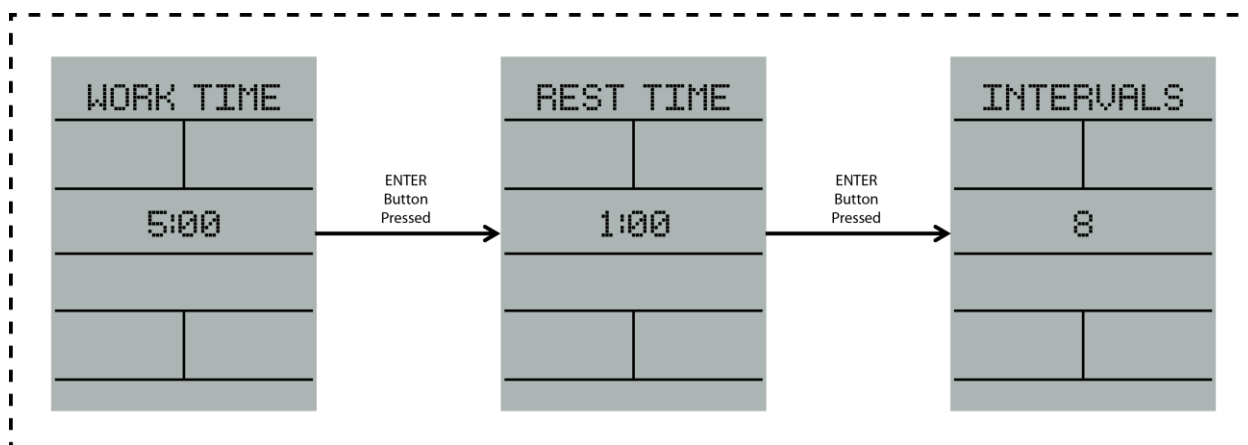 WORK TIME
5:00
ENTER
Button
Pressed
REST TIME
1:00
ENTER
Button
Pressed
INTERVALS
8